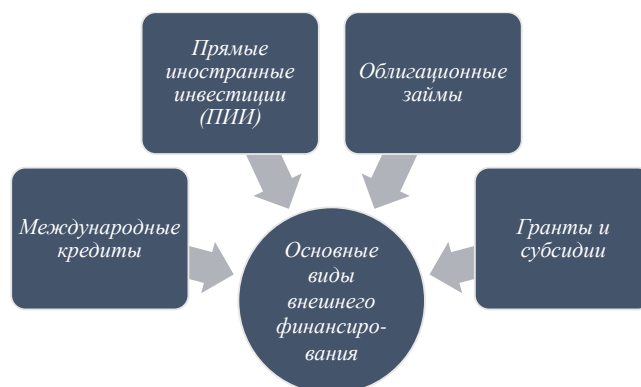 Прямые
иностранные
инвестиции
(ПИИ)
Облигационные
займы
Международные
кредиты
Гранты и
субсидии
Основные
виды
внешнего
финансиро-
вания